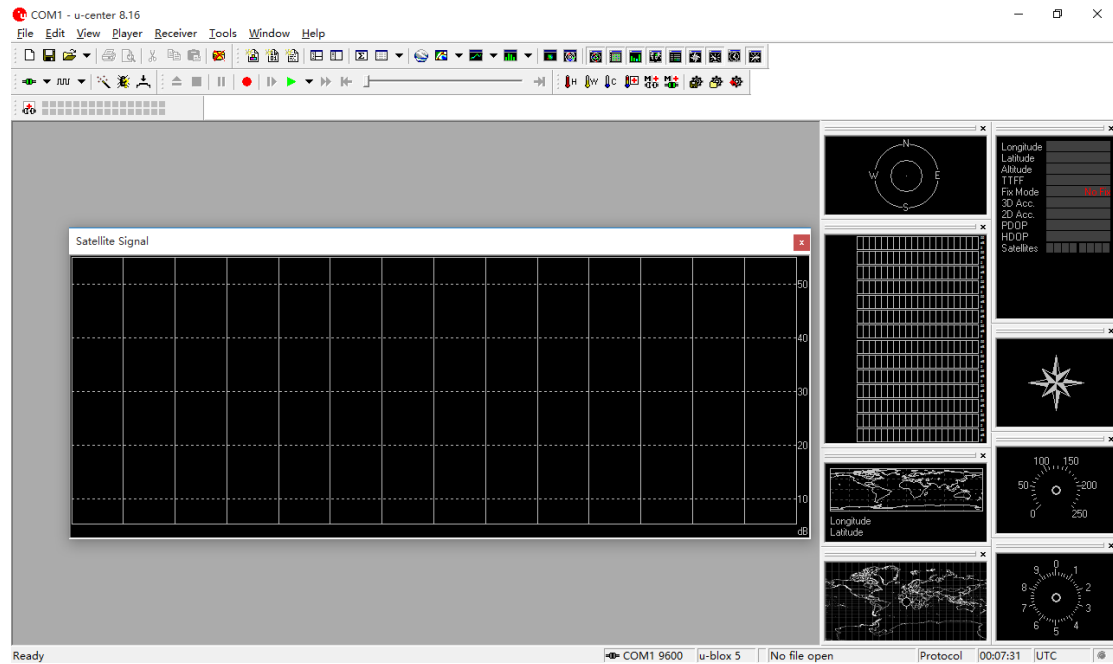 COM1 - u-center 8.16
File Edit View Player Receiver Tools Window Help
H W C
Satellite Signal
50
40
30
20
10
dB
N
W E
S
Longitude
Latitude
Altitude
TTFF
Fix Mode No Fix
3D Acc.
2D Acc.
PDOP
HDOP
Satellites
Longitude
Latitude
100 150
50 200
0 250
9 0 1
8 2
7 3
6 5 4
Ready COM1 9600 u-blox 5 No file open Protocol 00:07:31 UTC